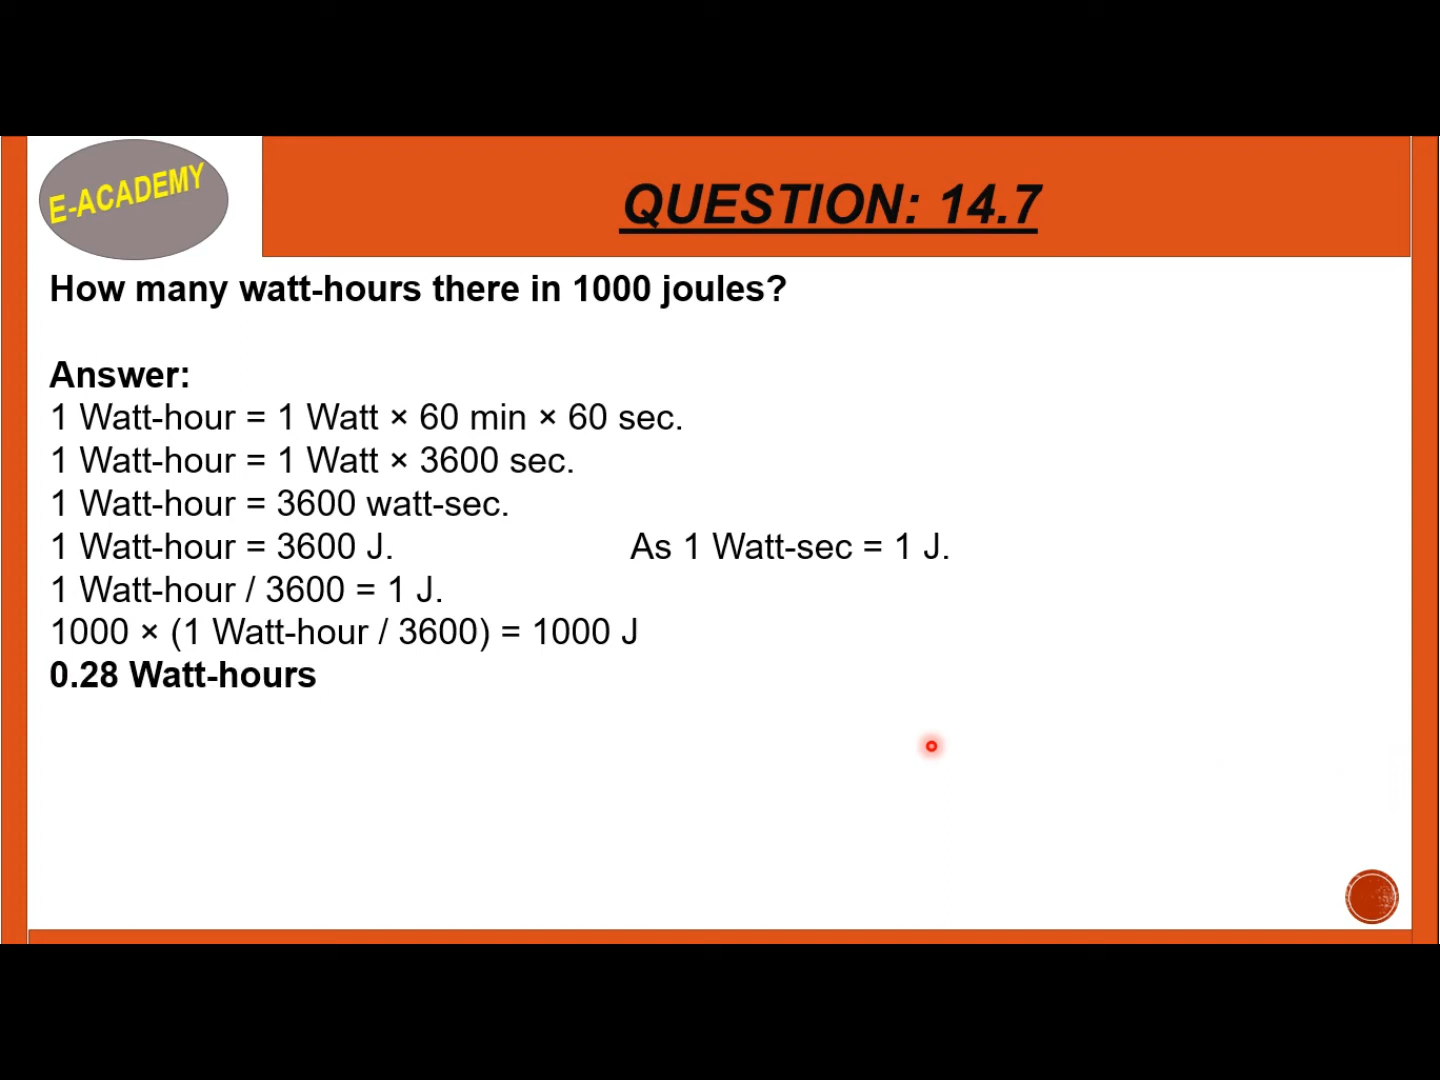 E-ACADEMY
QUESTION: 14.7
How many watt-hours there in 1000 joules?
Answer:
1 Watt-hour = 1 Watt × 60 min × 60 sec.
1 Watt-hour = 1 Watt × 3600 sec.
1 Watt-hour = 3600 watt-sec.
1 Watt-hour = 3600 J. As 1 Watt-sec = 1 J.
1 Watt-hour / 3600 = 1 J.
1000 × (1 Watt-hour / 3600) = 1000 J
0.28 Watt-hours